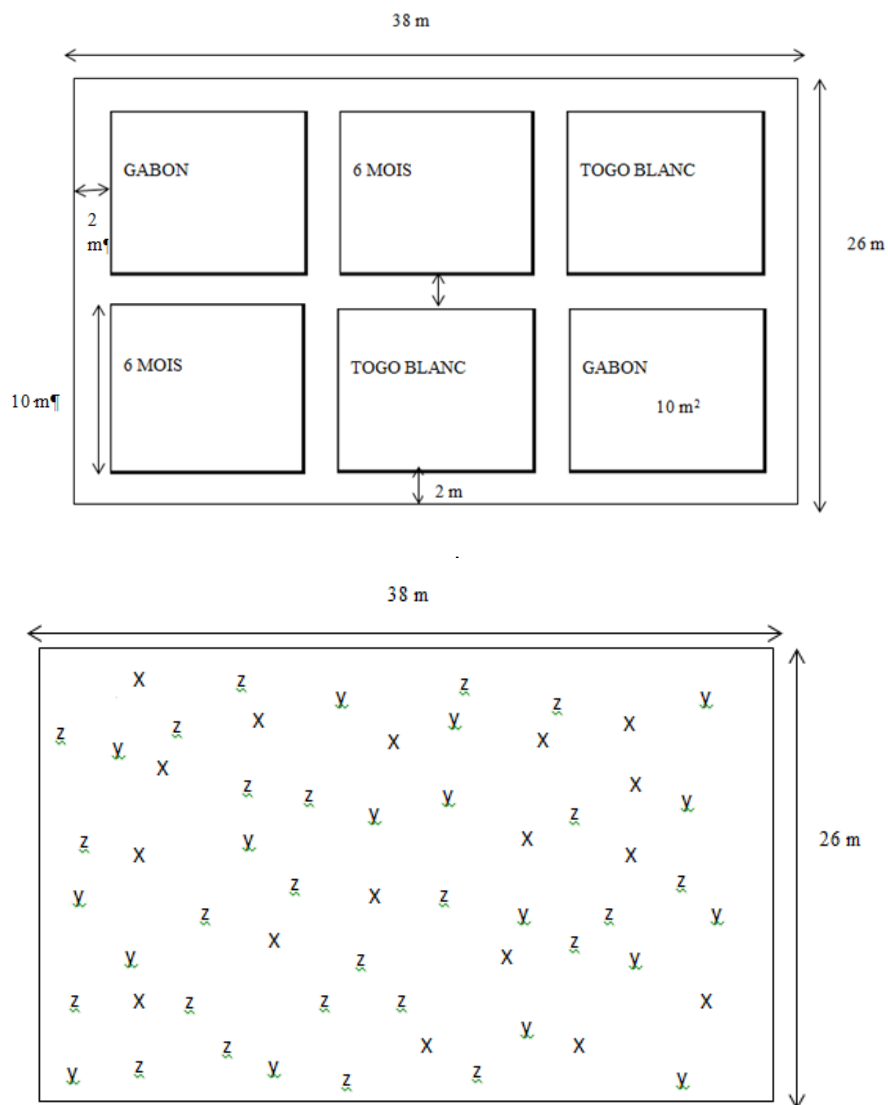 38 m
GABON 6 MOIS TOGO BLANC
2
m¶
26 m
6 MOIS TOGO BLANC GABON
10 m¶
10 m²
2 m
38 m
X z y z z y
z y z X y X X X
X
z z y y X y
y z
z X y X X
y z X z z
z y z y
y X z X z y
z X z z z X
z X y X
y z y z z y
26 m